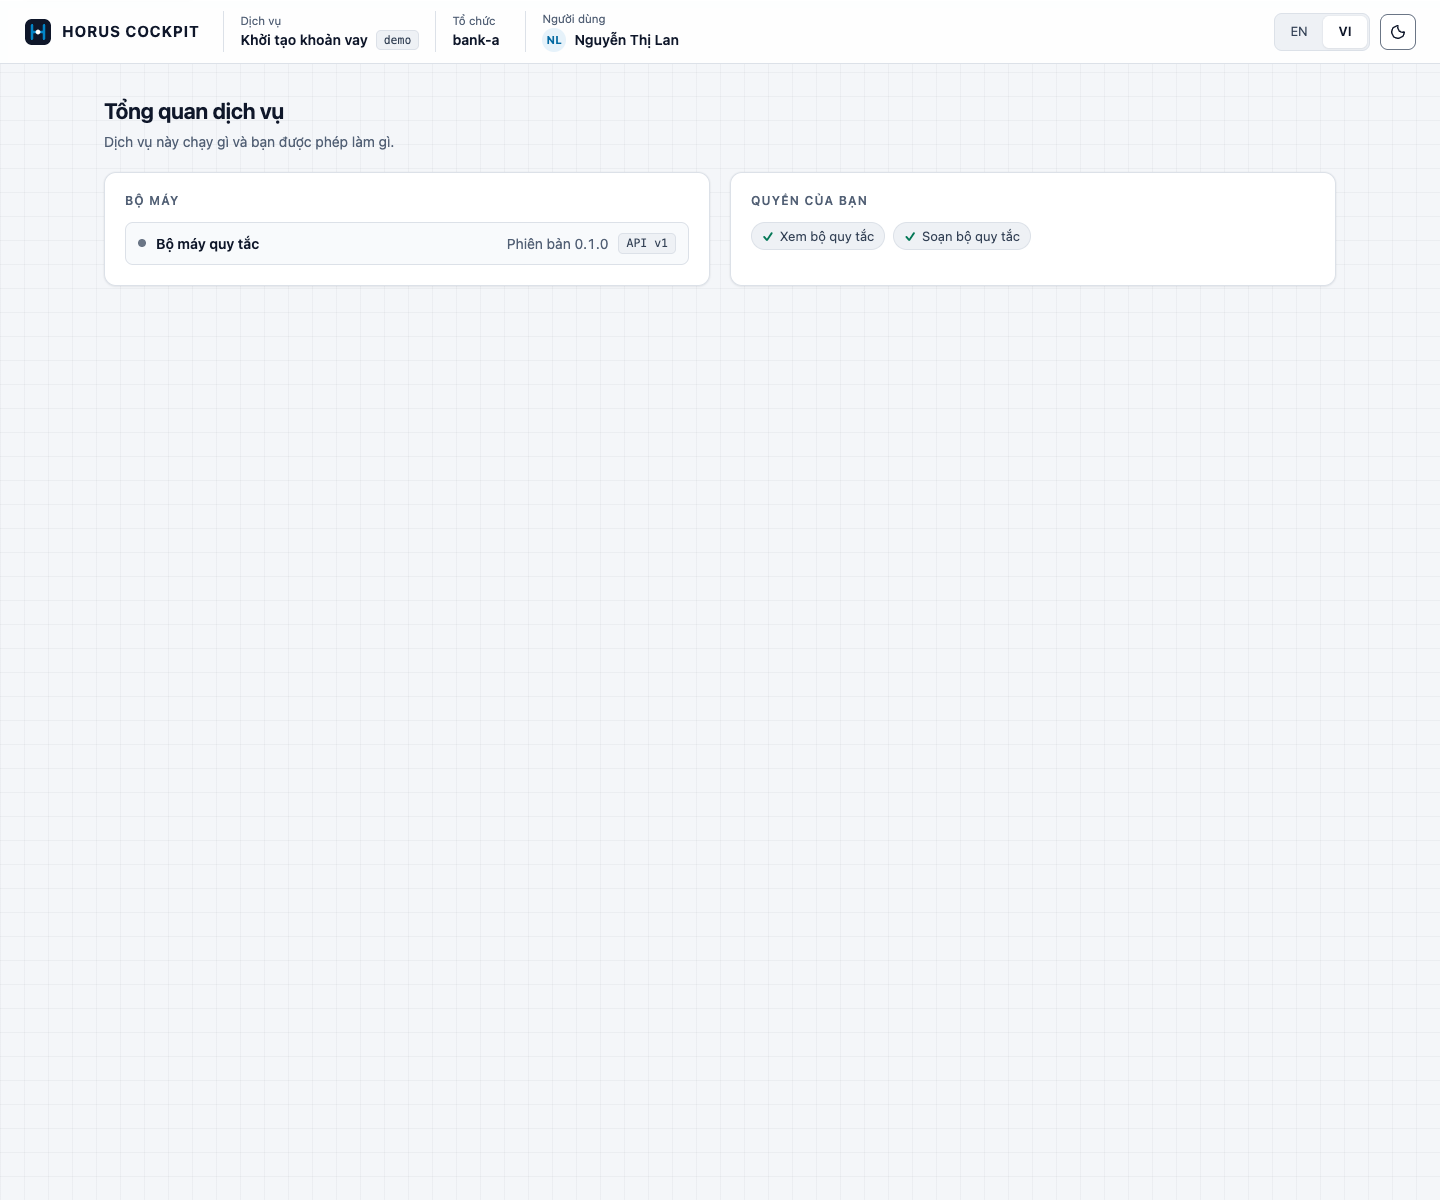 HORUS COCKPIT
Dịch vụ
Khởi tạo khoản vay demo
Tổ chức
bank-a
Người dùng
NL Nguyễn Thị Lan
EN VI
Tổng quan dịch vụ
Dịch vụ này chạy gì và bạn được phép làm gì.
BỘ MÁY
Bộ máy quy tắc Phiên bản 0.1.0 API v1
QUYỀN CỦA BẠN
Xem bộ quy tắc Soạn bộ quy tắc